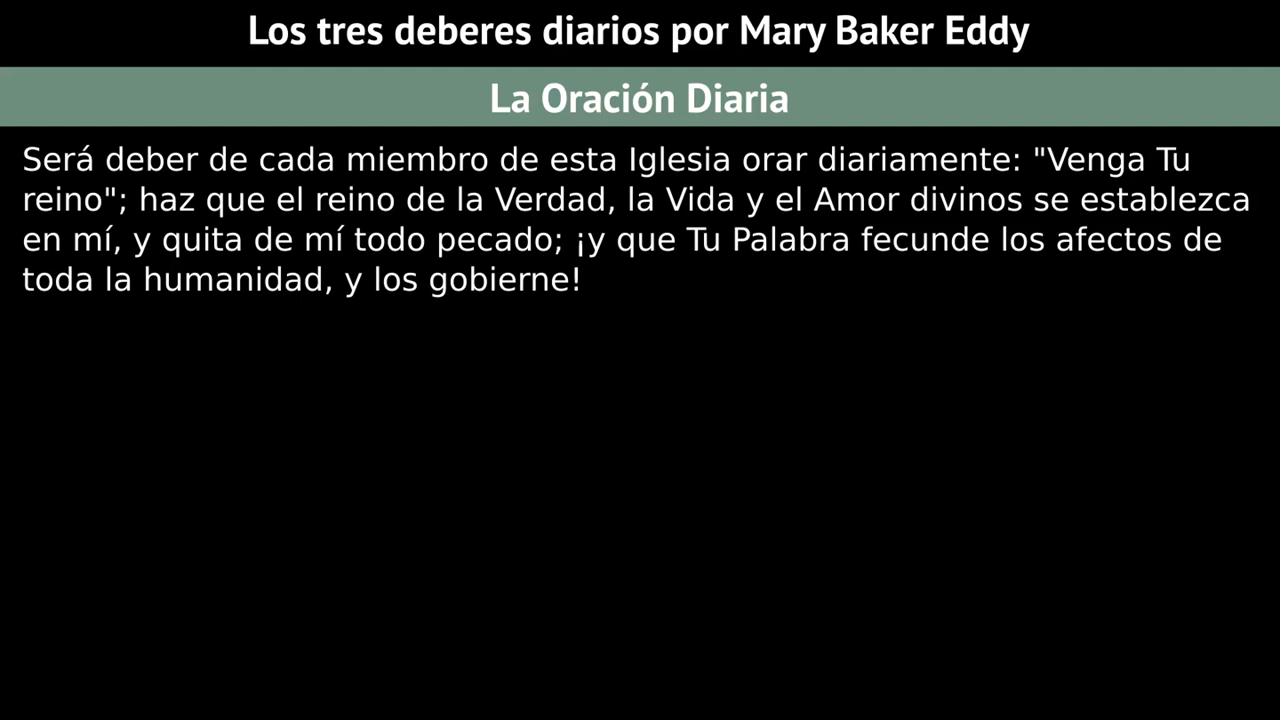 Los tres deberes diarios por Mary Baker Eddy
La Oración Diaria
Será deber de cada miembro de esta Iglesia orar diariamente: "Venga Tu
reino"; haz que el reino de la Verdad, la Vida y el Amor divinos se establezca
en mí, y quita de mí todo pecado; ¡y que Tu Palabra fecunde los afectos de
toda la humanidad, y los gobierne!